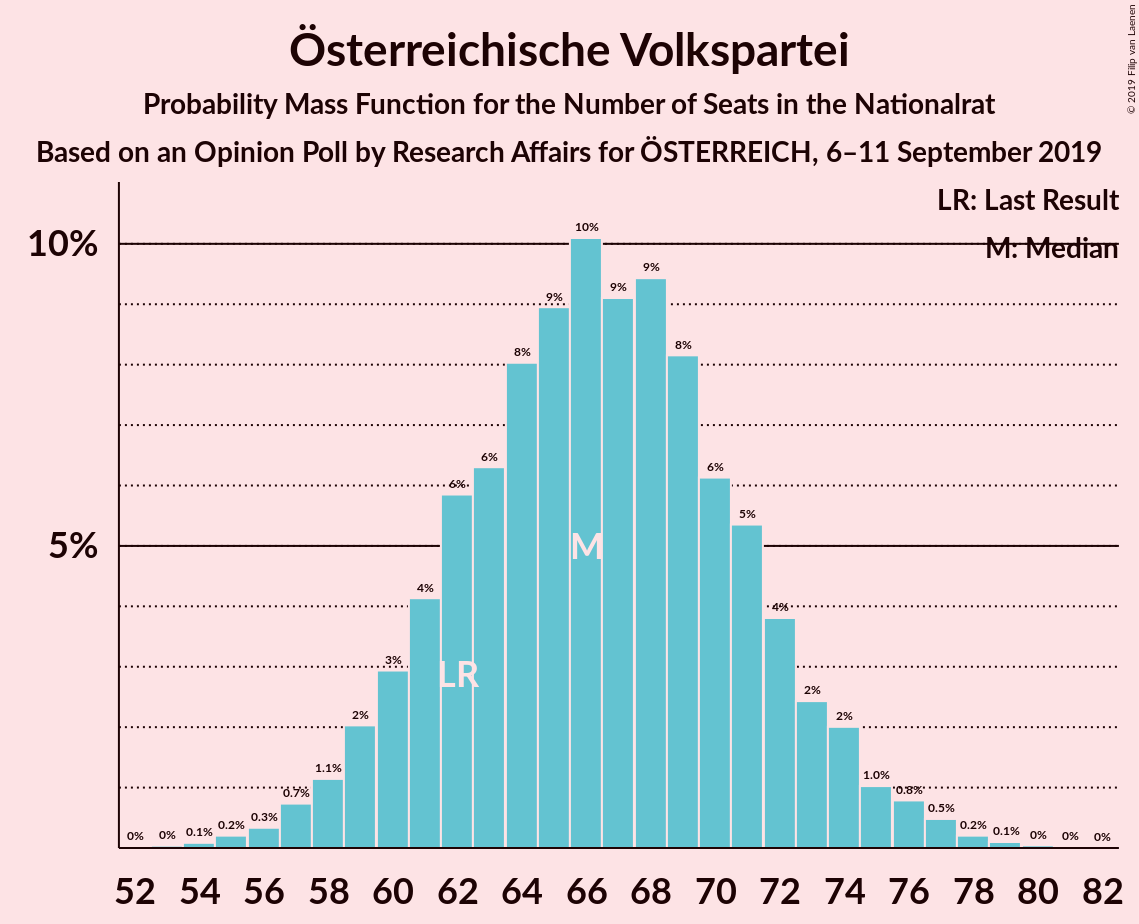 Österreichische Volkspartei
Probability Mass Function for the Number of Seats in the Nationalrat
Based on an Opinion Poll by Research Affairs for ÖSTERREICH, 6–11 September 2019
© 2019 Filip van Laenen
LR: Last Result
M: Median
10%
5%
0% 0% 0.1% 0.2% 0.3% 0.7% 1.1% 2% 3% 4% 6% 6% 8% 9% 10% 9% 9% 8% 6% 5% 4% 2% 2% 1.0% 0.8% 0.5% 0.2% 0.1% 0% 0% 0%
M
LR
52 54 56 58 60 62 64 66 68 70 72 74 76 78 80 82